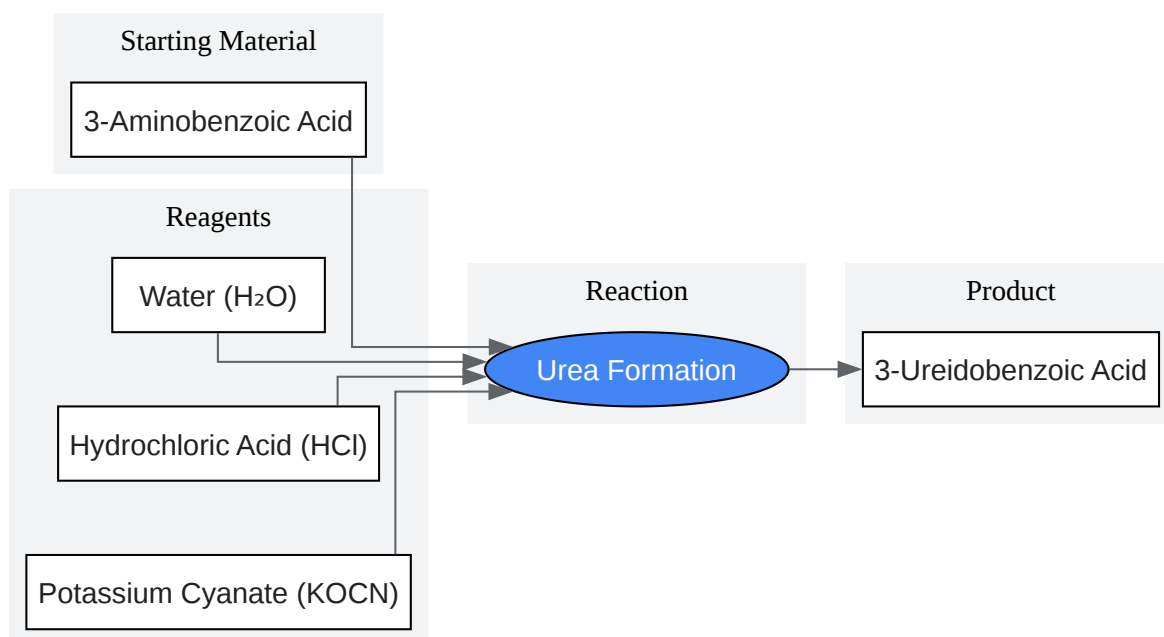 Starting Material
3-Aminobenzoic Acid
Reagents
Water (H₂O)
Hydrochloric Acid (HCl)
Potassium Cyanate (KOCN)
Reaction
Urea Formation
Product
3-Ureidobenzoic Acid